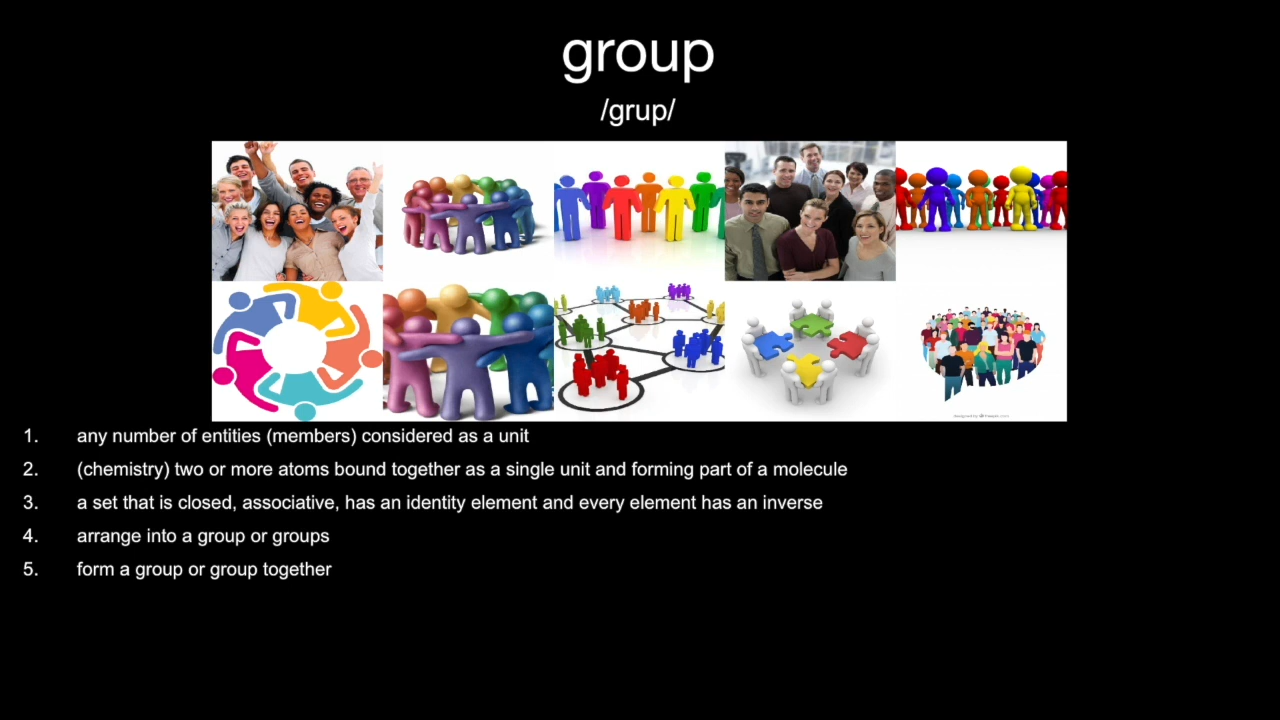 group
/grup/
1. any number of entities (members) considered as a unit
2. (chemistry) two or more atoms bound together as a single unit and forming part of a molecule
3. a set that is closed, associative, has an identity element and every element has an inverse
4. arrange into a group or groups
5. form a group or group together